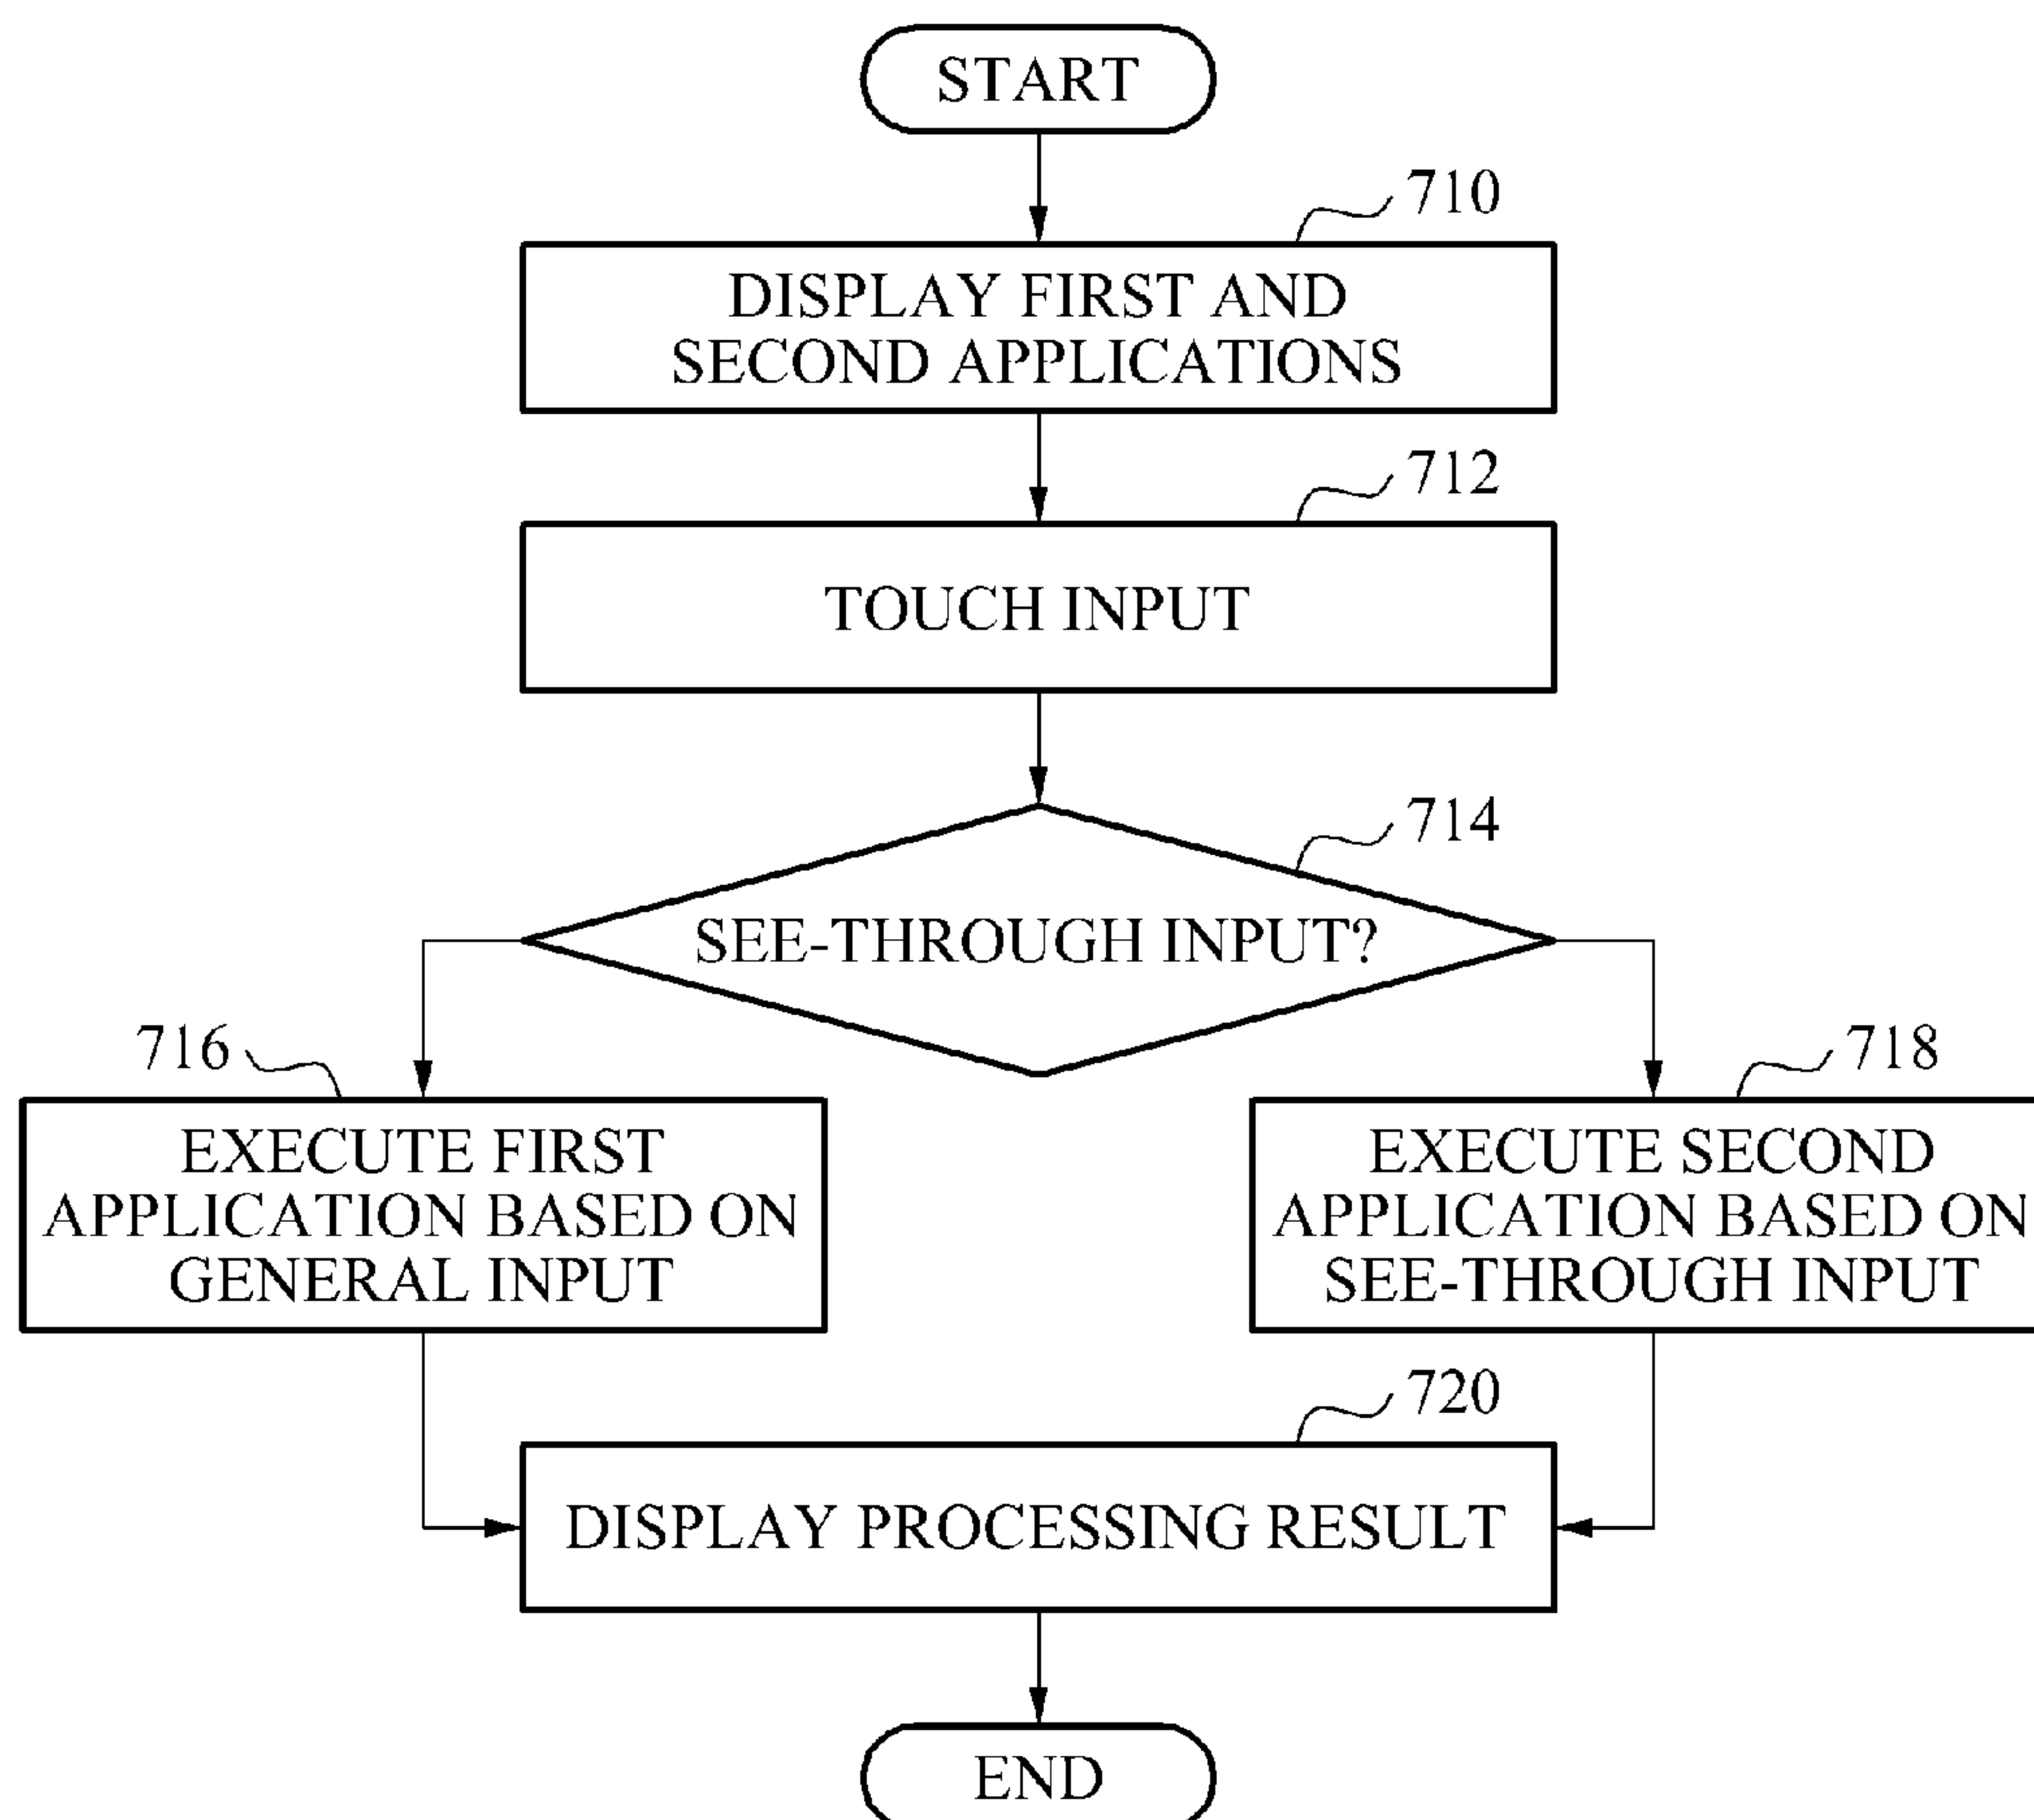 START
710
DISPLAY FIRST AND
SECOND APPLICATIONS
712
TOUCH INPUT
714
SEE-THROUGH INPUT?
716
EXECUTE FIRST
APPLICATION BASED ON
GENERAL INPUT
718
EXECUTE SECOND
APPLICATION BASED ON
SEE-THROUGH INPUT
720
DISPLAY PROCESSING RESULT
END